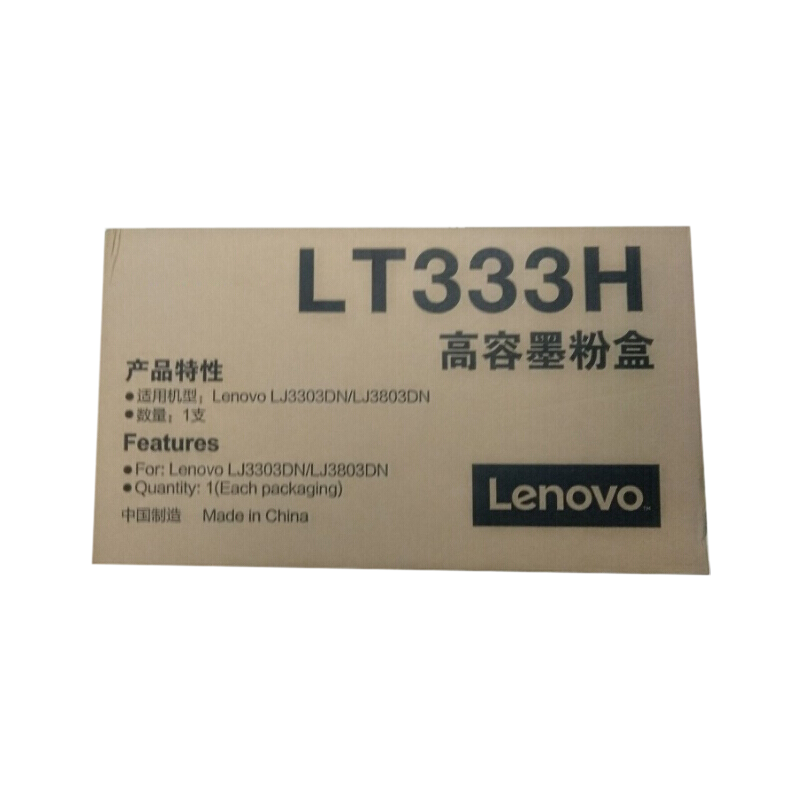 LT333H
高容墨粉盒
产品特性
●适用机型：Lenovo LJ3303DN/LJ3803DN
●数量：1支
Features
●For: Lenovo LJ3303DN/LJ3803DN
●Quantity: 1(Each packaging)
中国制造 Made in China
Lenovo™